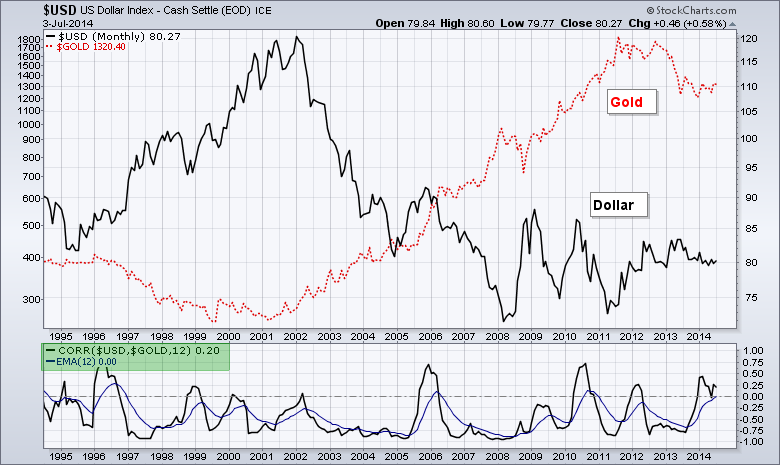 $USD US Dollar Index - Cash Settle (EOD) ICE
© StockCharts.com
3-Jul-2014
Open 79.84 High 80.60 Low 79.77 Close 80.27 Chg +0.46 (+0.58%)
$USD (Monthly) 80.27
$GOLD 1320.40
1800
1700
1600
1500
1400
1300
1200
1100
1000
900
800
700
600
500
400
300
120
115
110
105
100
95
90
85
80
75
Gold
Dollar
1995 1996 1997 1998 1999 2000 2001 2002 2003 2004 2005 2006 2007 2008 2009 2010 2011 2012 2013 2014
CORR($USD,$GOLD,12) 0.20
EMA(12) 0.00
1.00
0.75
0.50
0.25
0.00
-0.25
-0.50
-0.75
-1.00
1995 1996 1997 1998 1999 2000 2001 2002 2003 2004 2005 2006 2007 2008 2009 2010 2011 2012 2013 2014